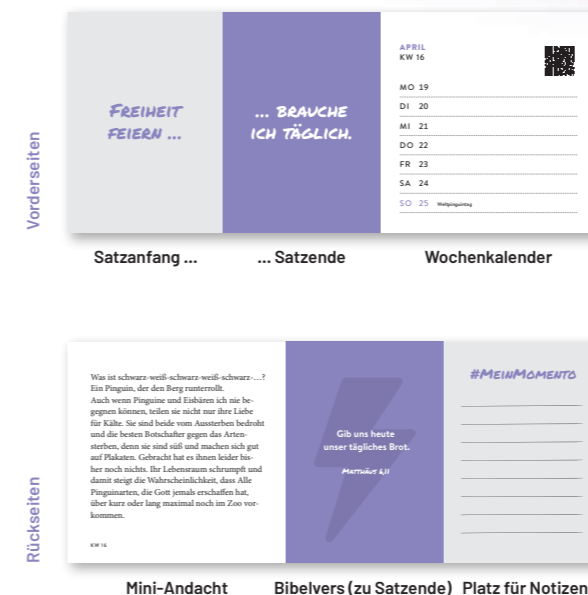 Vorderseiten
FREIHEIT
FEIERN ...
... BRAUCHE
ICH TÄGLICH.
APRIL
KW 16
MO 19
DI 20
MI 21
DO 22
FR 23
SA 24
SO 25 Weltpinguintag
Satzanfang ...
... Satzende
Wochenkalender
Rückseiten
Was ist schwarz-weiß-schwarz-weiß-schwarz-…?
Ein Pinguin, der den Berg runterrollt.
Auch wenn Pinguine und Eisbären ich nie be-
gegnen können, teilen sie nicht nur ihre Liebe
für Kälte. Sie sind beide vom Aussterben bedroht
und die besten Botschafter gegen das Arten-
sterben, denn sie sind süß und machen sich gut
auf Plakaten. Gebracht hat es ihnen leider bis-
her noch nichts. Ihr Lebensraum schrumpft und
damit steigt die Wahrscheinlichkeit, dass Alle
Pinguinarten, die Gott jemals erschaffen hat,
über kurz oder lang maximal noch im Zoo vor-
kommen.
KW 16
Gib uns heute
unser tägliches Brot.
MATTHÄUS 6,11
#MEINMOMENTO
Mini-Andacht
Bibelvers (zu Satzende)
Platz für Notizen